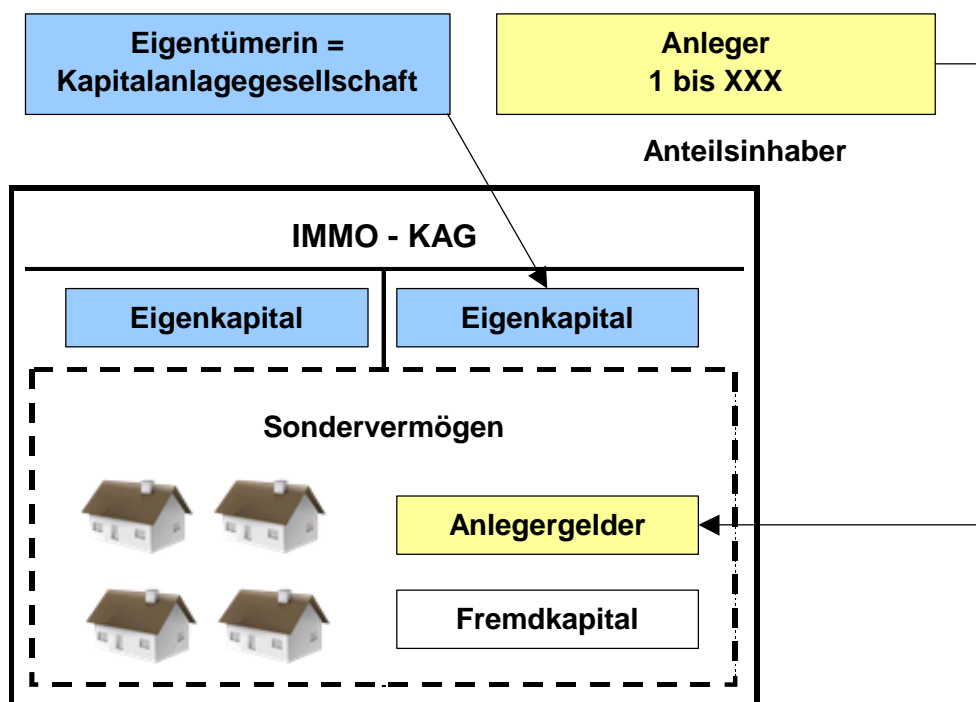 Eigentümerin =
Kapitalanlagegesellschaft
Anleger
1 bis XXX
Anteilsinhaber
IMMO - KAG
Eigenkapital
Eigenkapital
Sondervermögen
Anlegergelder
Fremdkapital